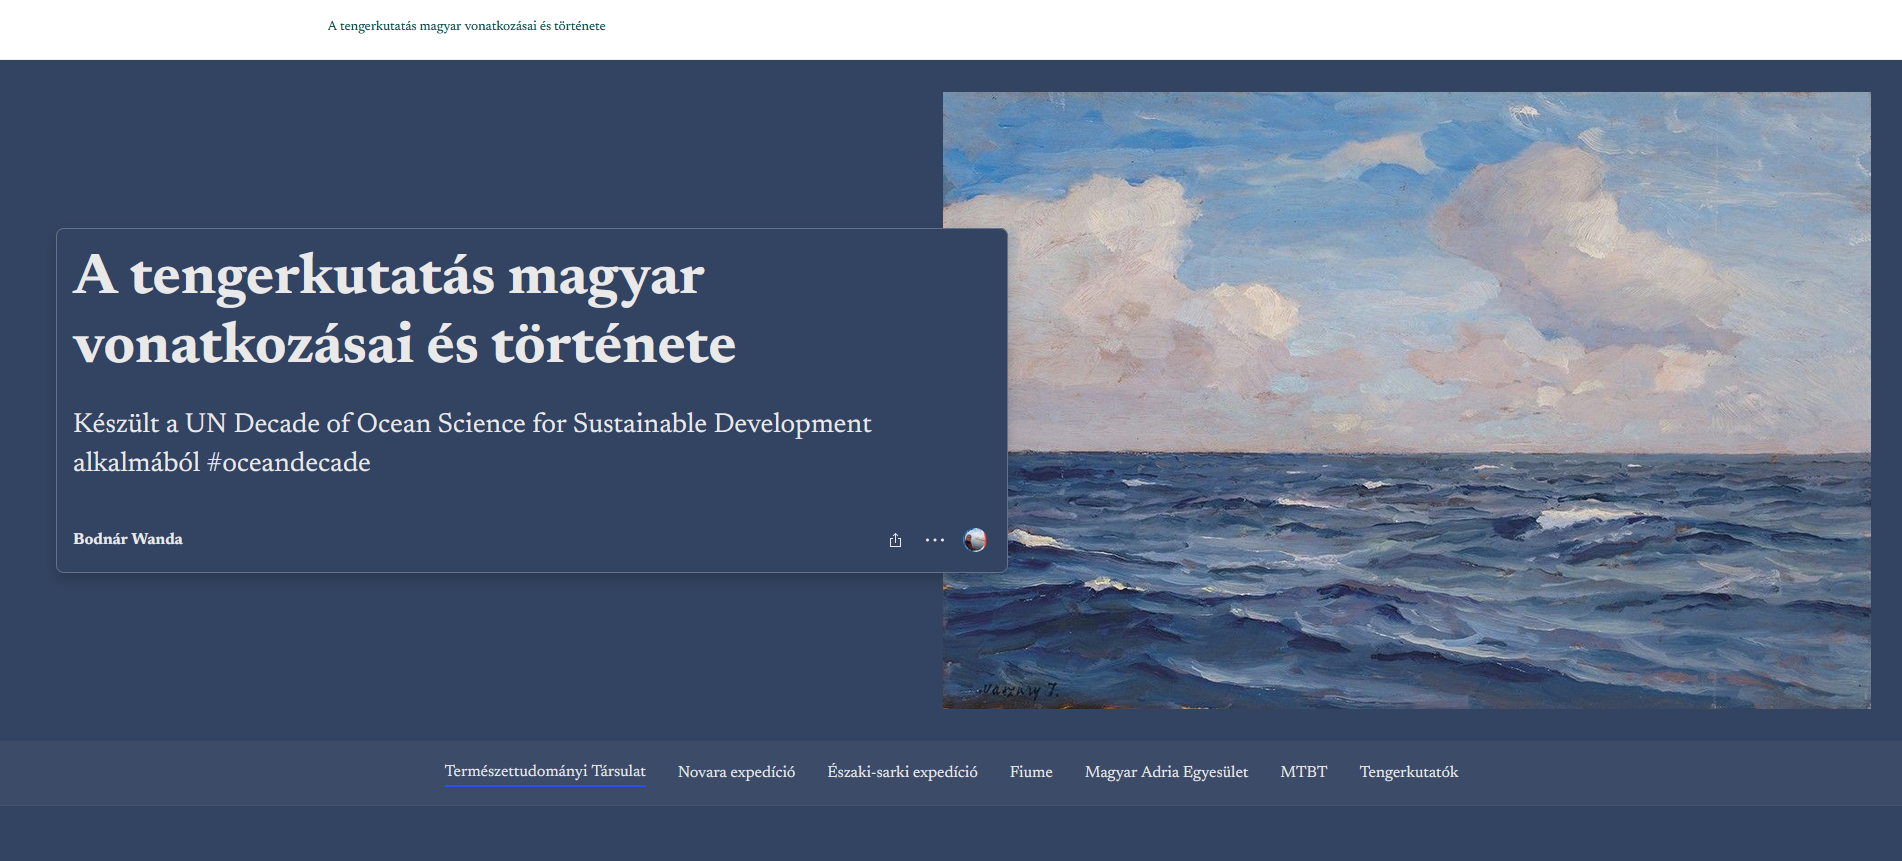 A tengerkutatás magyar vonatkozásai és története
A tengerkutatás magyar
vonatkozásai és története
Készült a UN Decade of Ocean Science for Sustainable Development
alkalmából #oceandecade
Bodnár Wanda
Vaszary J.
Természettudományi Társulat
Novara expedíció
Északi-sarki expedíció
Fiume
Magyar Adria Egyesület
MTBT
Tengerkutatók